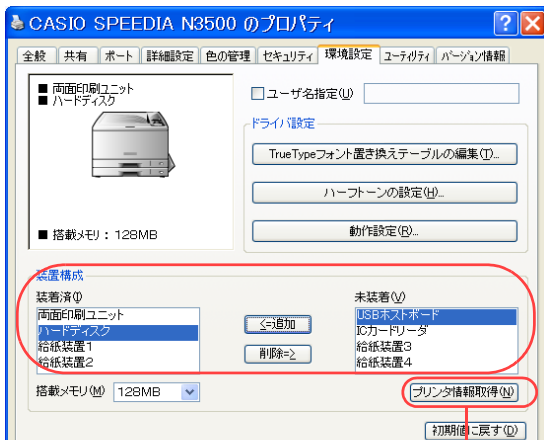 CASIO SPEEDIA N3500 のプロパティ
全般 共有 ポート 詳細設定 色の管理 セキュリティ 環境設定 ユーティリティ バージョン情報
■ 両面印刷ユニット
■ ハードディスク
■ 搭載メモリ : 128MB
ユーザ名指定(U)
ドライバ設定
TrueTypeフォント置き換えテーブルの編集(T)...
ハーフトーンの設定(H)...
動作設定(R)...
装置構成
装着済(I)
両面印刷ユニット
ハードディスク
給紙装置1
給紙装置2
<=追加
削除=>
未装着(V)
USBホストボード
ICカードリーダ
給紙装置3
給紙装置4
搭載メモリ(M) 128MB
プリンタ情報取得(N)
初期値に戻す(D)